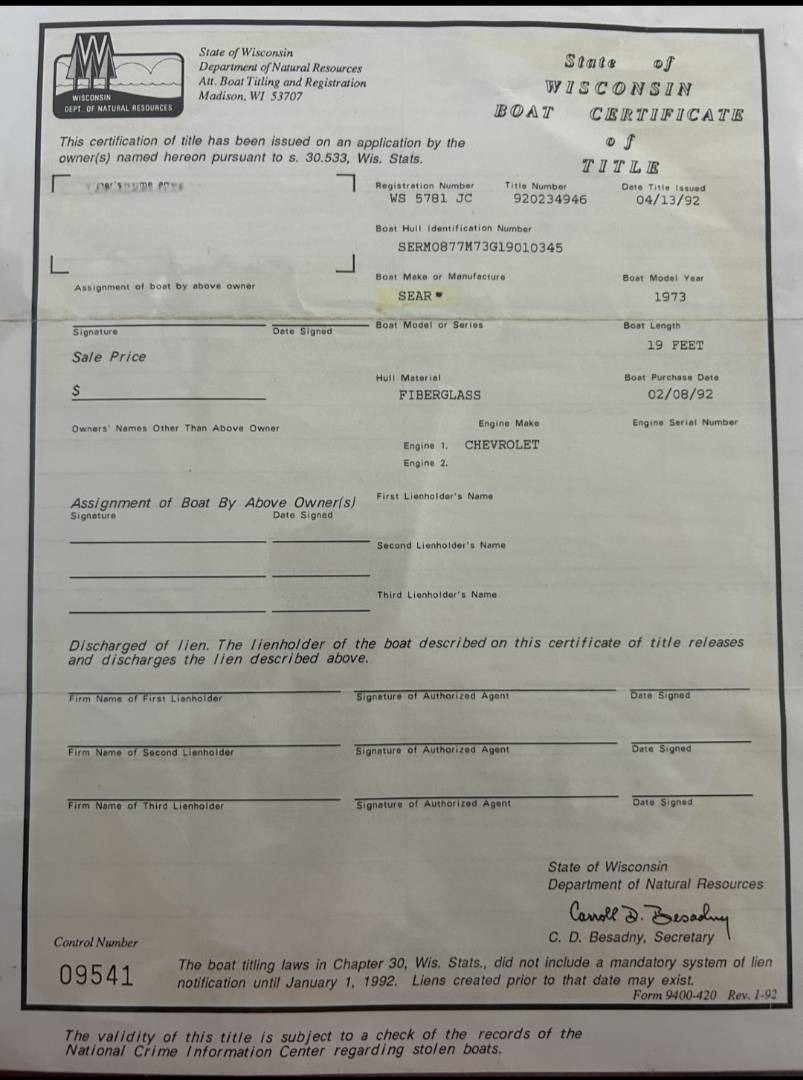 WISCONSIN
DEPT. OF NATURAL RESOURCES
State of Wisconsin
Department of Natural Resources
Att. Boat Titling and Registration
Madison, WI 53707
State of
WISCONSIN
BOAT CERTIFICATE
of
TITLE
This certification of title has been issued on an application by the
owner(s) named hereon pursuant to s. 30.533, Wis. Stats.
Registration Number Title Number Date Title Issued
WS 5781 JC 920234946 04/13/92
Boat Hull Identification Number
SERM0877M73G19010345
Assignment of boat by above owner
Boat Make or Manufacture Boat Model Year
SEAR 1973
Signature Date Signed
Boat Model or Series Boat Length
19 FEET
Sale Price
$
Hull Material Boat Purchase Date
FIBERGLASS 02/08/92
Owners' Names Other Than Above Owner
Engine Make Engine Serial Number
Engine 1. CHEVROLET
Engine 2.
Assignment of Boat By Above Owner(s)
Signature Date Signed
First Lienholder's Name
Second Lienholder's Name
Third Lienholder's Name
Discharged of lien. The lienholder of the boat described on this certificate of title releases
and discharges the lien described above.
Firm Name of First Lienholder Signature of Authorized Agent Date Signed
Firm Name of Second Lienholder Signature of Authorized Agent Date Signed
Firm Name of Third Lienholder Signature of Authorized Agent Date Signed
State of Wisconsin
Department of Natural Resources
Carroll D. Besadny
C. D. Besadny, Secretary
Control Number
09541
The boat titling laws in Chapter 30, Wis. Stats., did not include a mandatory system of lien
notification until January 1, 1992. Liens created prior to that date may exist.
Form 9400-420 Rev. 1-92
The validity of this title is subject to a check of the records of the
National Crime Information Center regarding stolen boats.